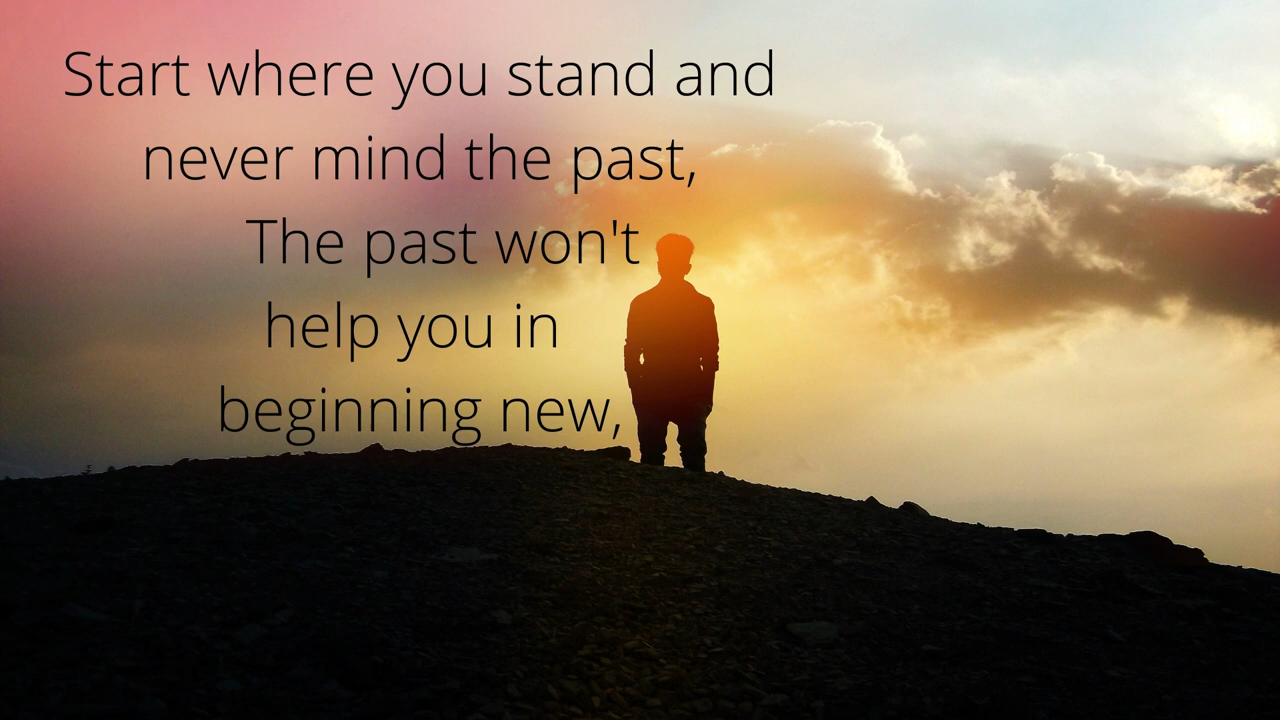 Start where you stand and
never mind the past,
The past won't
help you in
beginning new,